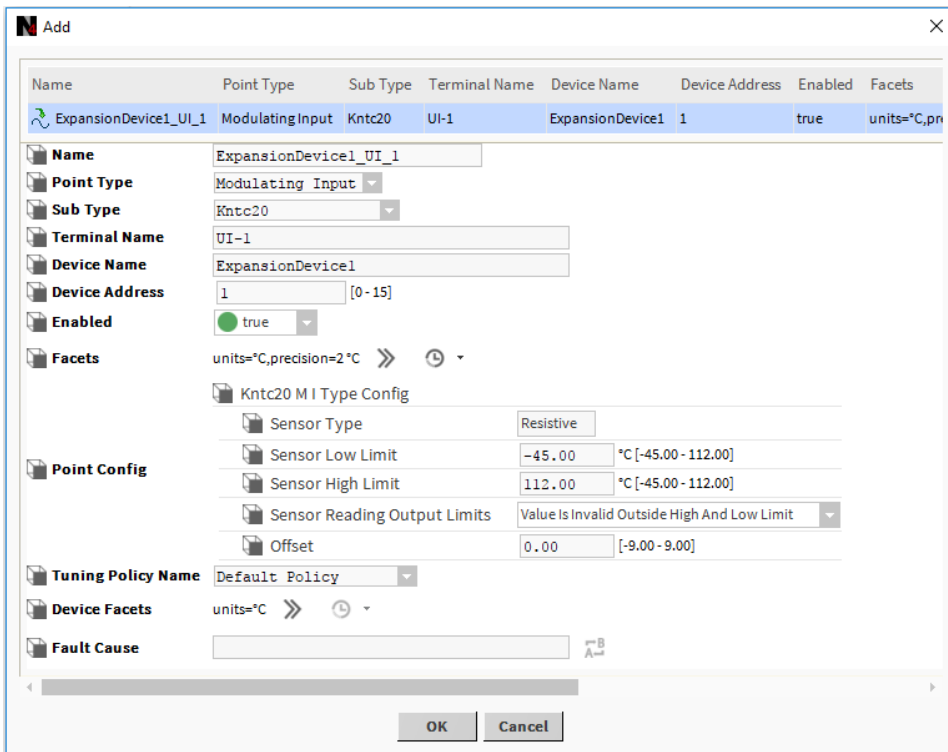 N4 Add
Name Point Type Sub Type Terminal Name Device Name Device Address Enabled Facets
ExpansionDevice1_UI_1 Modulating Input Kntc20 UI-1 ExpansionDevice1 1 true units=°C,pre
Name ExpansionDevice1_UI_1
Point Type Modulating Input
Sub Type Kntc20
Terminal Name UI-1
Device Name ExpansionDevice1
Device Address 1 [0 - 15]
Enabled true
Facets units=°C,precision=2 °C
Kntc20 M I Type Config
Sensor Type Resistive
Sensor Low Limit -45.00 °C [-45.00 - 112.00]
Point Config
Sensor High Limit 112.00 °C [-45.00 - 112.00]
Sensor Reading Output Limits Value Is Invalid Outside High And Low Limit
Offset 0.00 [-9.00 - 9.00]
Tuning Policy Name Default Policy
Device Facets units=°C
Fault Cause
OK Cancel